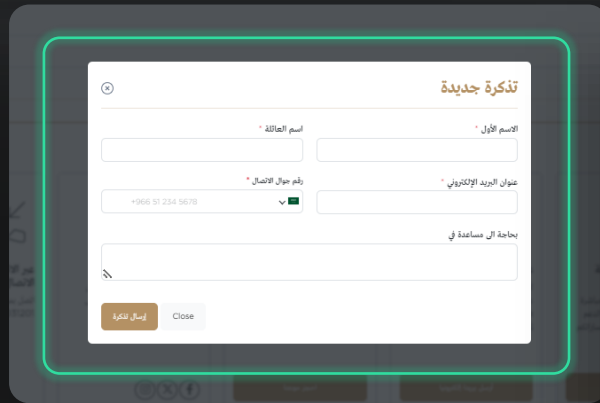 تذكرة جديدة
الاسم الأول *
اسم العائلة *
عنوان البريد الإلكتروني *
رقم جوال الاتصال *
+966 51 234 5678
بحاجة الى مساعدة في
Close
إرسال تذكرة